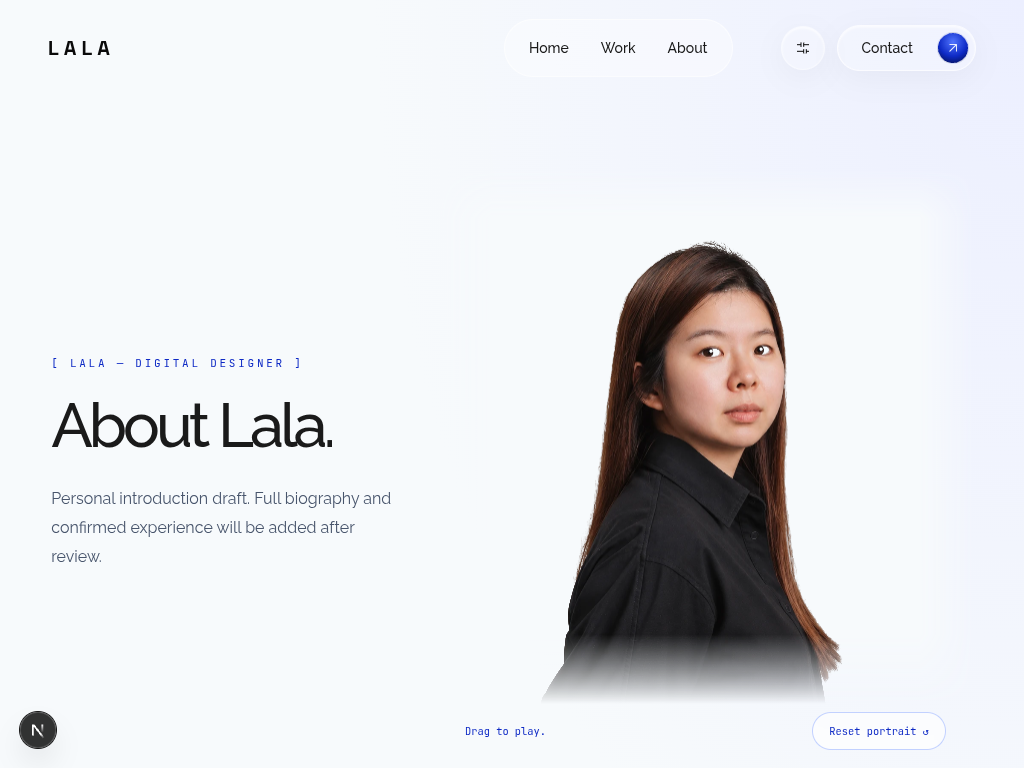 LALA
Home
Work
About
Contact
[ LALA — DIGITAL DESIGNER ]
About Lala.
Personal introduction draft. Full biography and
confirmed experience will be added after
review.
N
Drag to play.
Reset portrait ↺